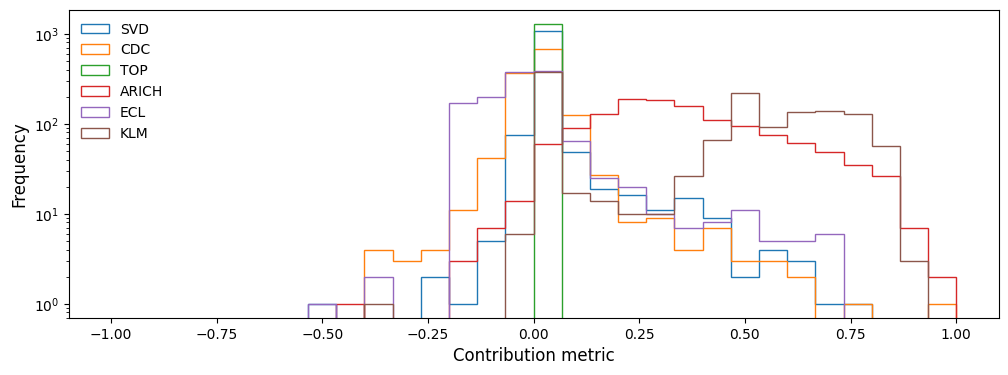 SVD
CDC
TOP
ARICH
ECL
KLM
Frequency
10³
10²
10¹
10⁰
−1.00 −0.75 −0.50 −0.25 0.00 0.25 0.50 0.75 1.00
Contribution metric